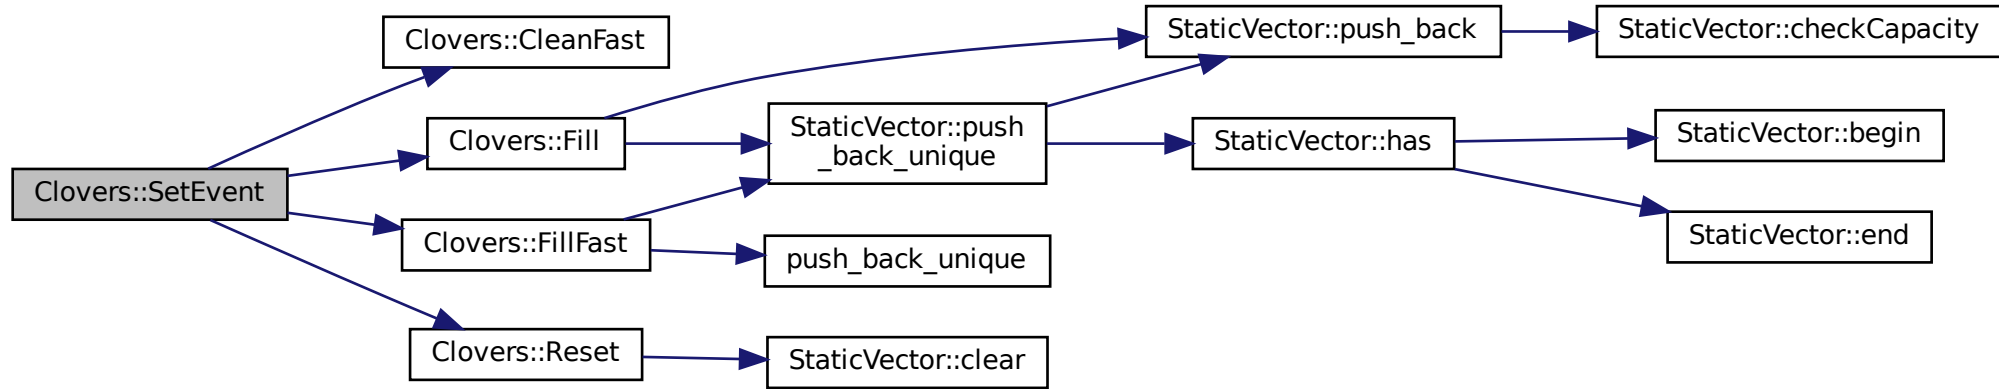 Clovers::SetEvent
Clovers::CleanFast
Clovers::Fill
Clovers::FillFast
Clovers::Reset
StaticVector::push
_back_unique
push_back_unique
StaticVector::clear
StaticVector::push_back
StaticVector::has
StaticVector::checkCapacity
StaticVector::begin
StaticVector::end